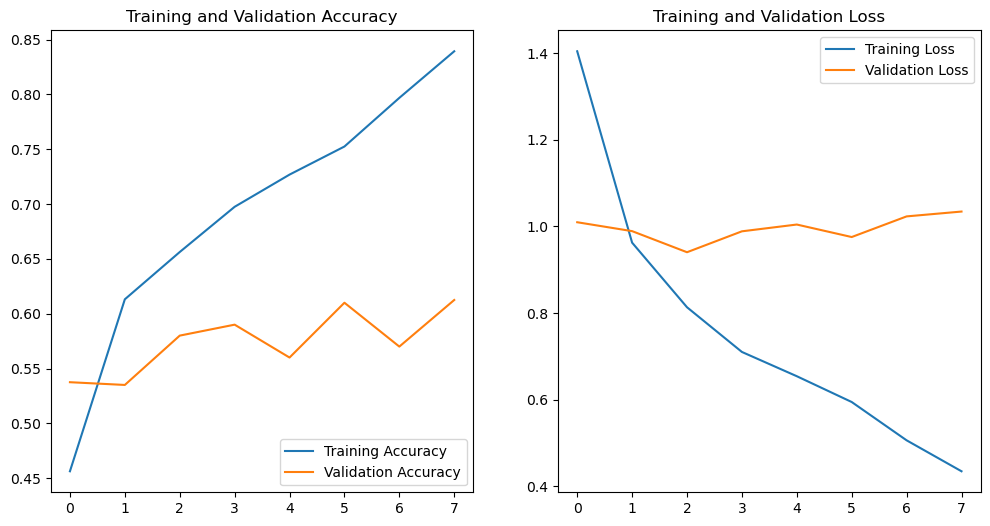 Training and Validation Accuracy
0.85
0.80
0.75
0.70
0.65
0.60
0.55
0.50
0.45
Training Accuracy
Validation Accuracy
0 1 2 3 4 5 6 7
Training and Validation Loss
1.4
1.2
1.0
0.8
0.6
0.4
Training Loss
Validation Loss
0 1 2 3 4 5 6 7